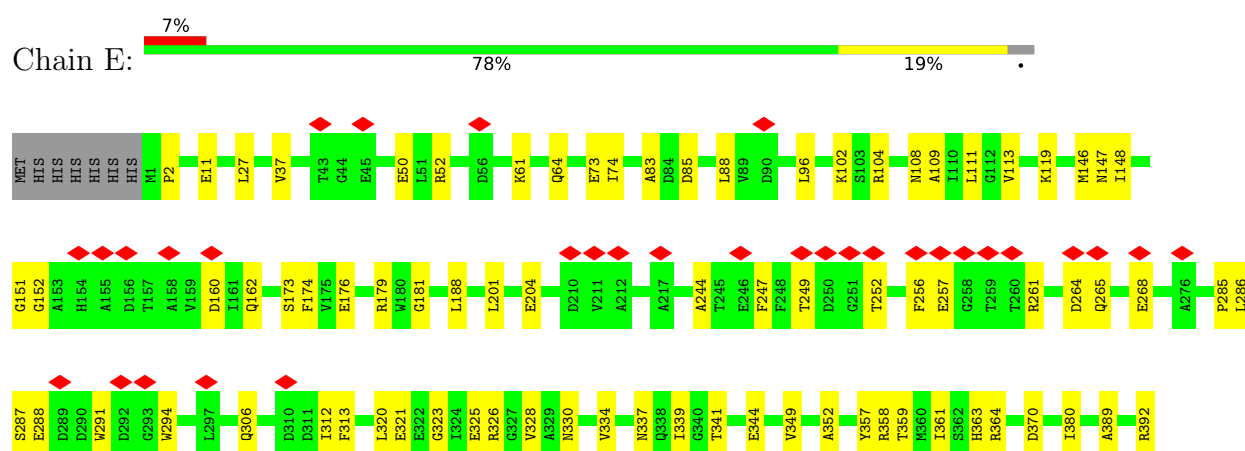 7%
Chain E:
78% 19% •
MET HIS HIS HIS HIS HIS HIS M1 P2 E11 L27 V37 T43 G44 E45 E50 L51 R52 D56 K61 Q64 E73 I74 A83 D84 D85 L88 V89 D90 L96 K102 S103 R104 N108 A109 I110 L111 G112 V113 K119 M146 N147 I148
G151 G152 A153 H154 A155 D156 T157 A158 V159 D160 I161 Q162 S173 F174 V175 E176 R179 W180 G181 L188 L201 E204 D210 V211 A212 A217 A244 T245 E246 F247 F248 T249 D250 G251 T252 F256 E257 G258 T259 T260 R261 D264 Q265 E268 A276 P285 L286
S287 E288 D289 D290 W291 D292 G293 W294 L297 Q306 D310 D311 I312 F313 L320 E321 E322 G323 I324 E325 R326 G327 V328 A329 N330 V334 N337 Q338 I339 G340 T341 E344 V349 A352 Y357 R358 T359 M360 I361 S362 H363 R364 D370 I380 A389 R392